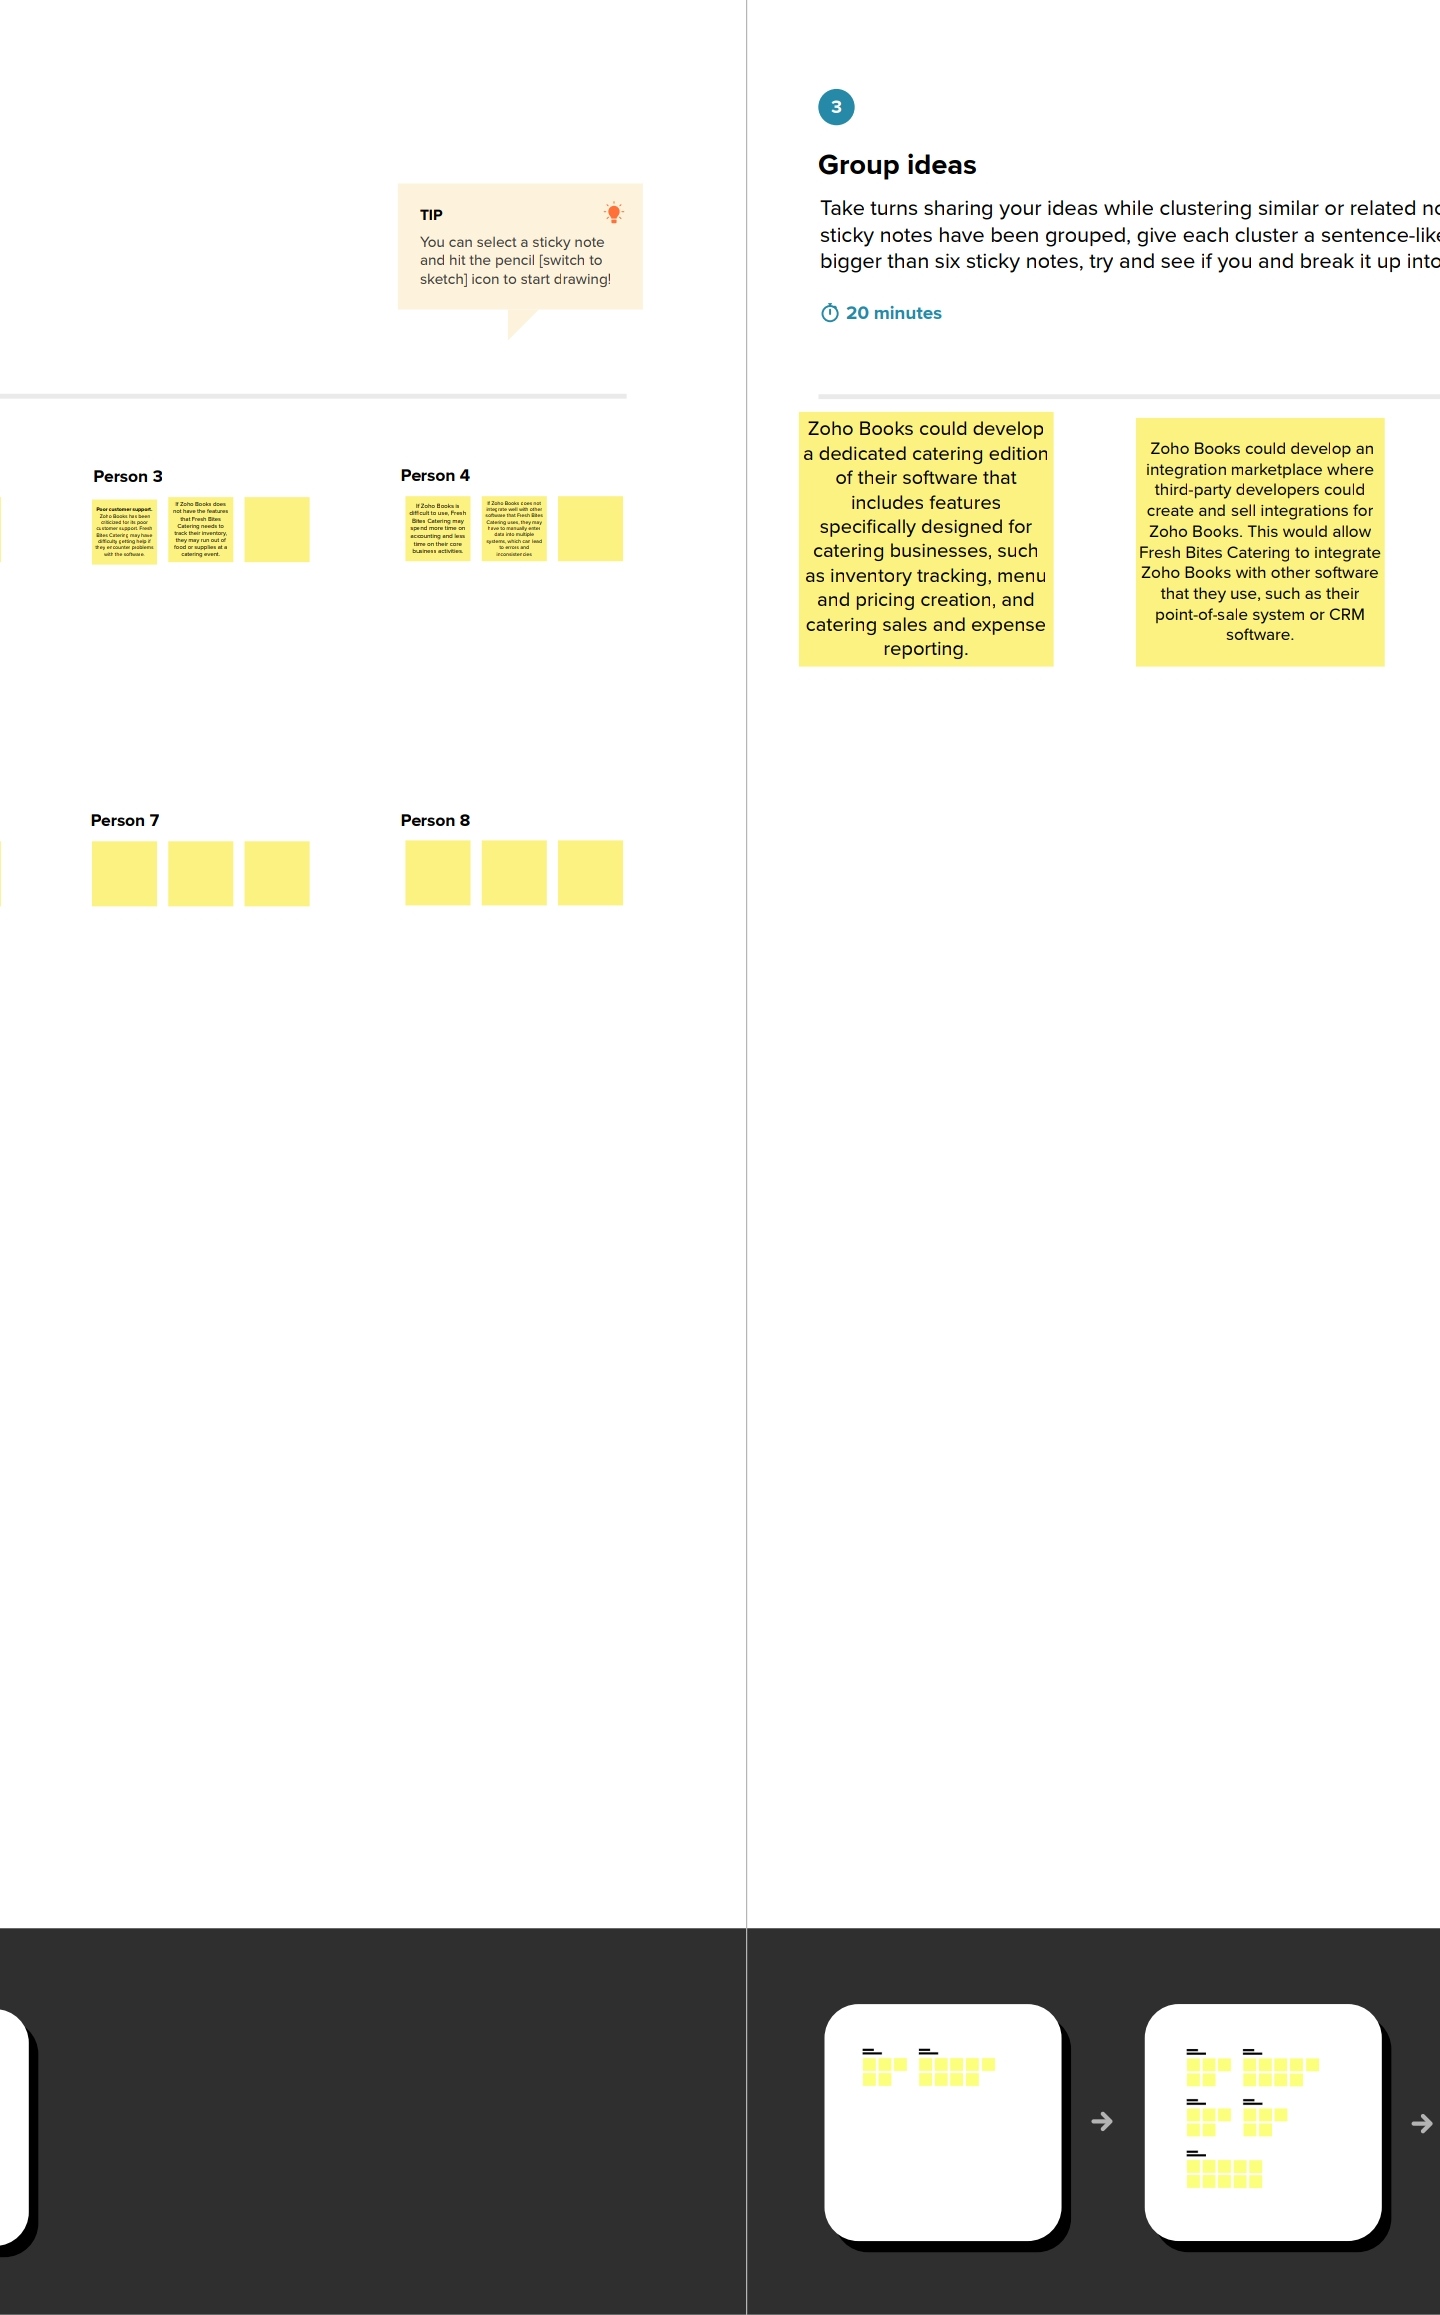 TIP
You can select a sticky note
and hit the pencil [switch to
sketch] icon to start drawing!
Person 3
Poor customer support.
Zoho Books has been
criticized for its poor
customer support. Fresh
Bites Catering may have
difficulty getting help if
they encounter problems
with the software.
If Zoho Books does
not have the features
that Fresh Bites
Catering needs to
track their inventory,
they may run out of
food or supplies at a
catering event.
Person 4
If Zoho Books is
difficult to use, Fresh
Bites Catering may
spend more time on
accounting and less
time on their core
business activities.
If Zoho Books does not
integrate well with other
software that Fresh Bites
Catering uses, they may
have to manually enter
data into multiple
systems, which can lead
to errors and
inconsistencies
Person 7
Person 8
3
Group ideas
Take turns sharing your ideas while clustering similar or related no
sticky notes have been grouped, give each cluster a sentence-like
bigger than six sticky notes, try and see if you and break it up into
20 minutes
Zoho Books could develop
a dedicated catering edition
of their software that
includes features
specifically designed for
catering businesses, such
as inventory tracking, menu
and pricing creation, and
catering sales and expense
reporting.
Zoho Books could develop an
integration marketplace where
third-party developers could
create and sell integrations for
Zoho Books. This would allow
Fresh Bites Catering to integrate
Zoho Books with other software
that they use, such as their
point-of-sale system or CRM
software.